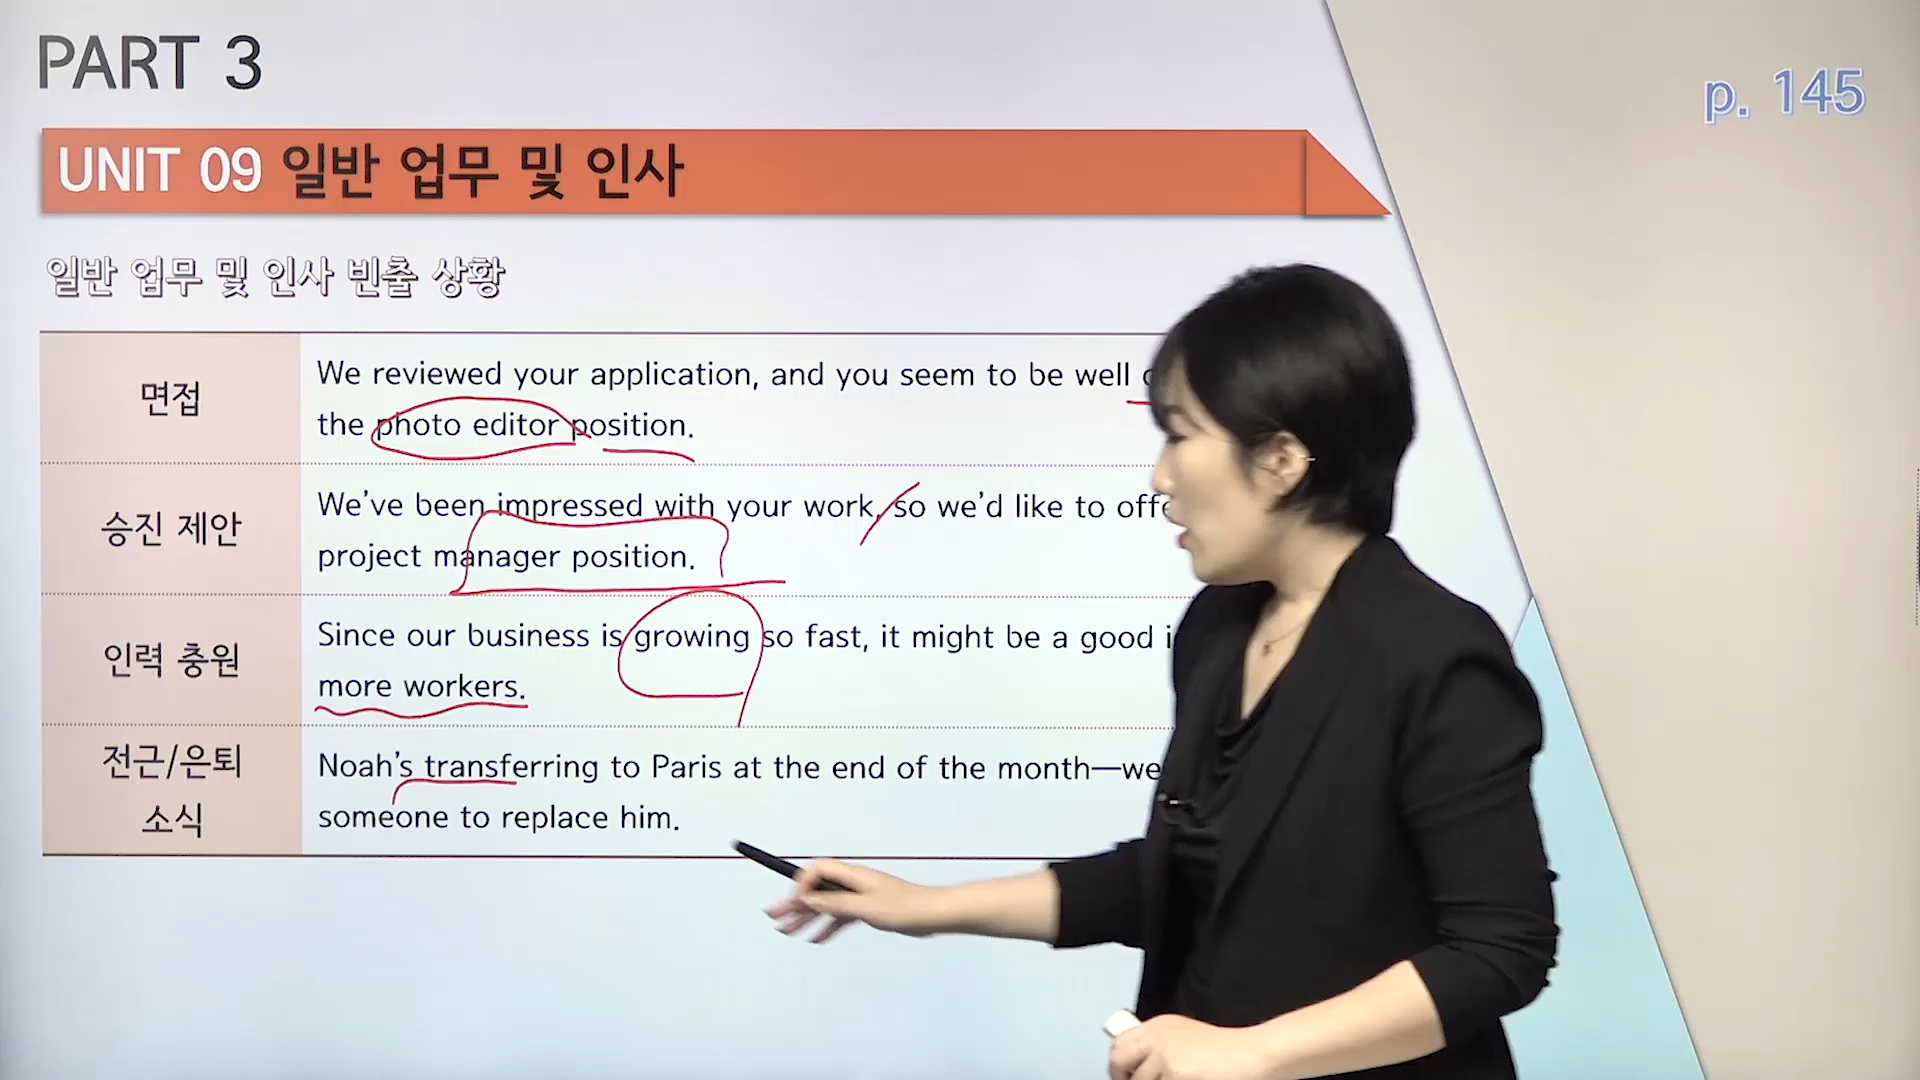 PART 3
p. 145
UNIT 09 일반 업무 및 인사
일반 업무 및 인사 빈출 상황
면접
We reviewed your application, and you seem to be well
the photo editor position.
승진 제안
We've been impressed with your work, so we'd like to
project manager position.
인력 충원
Since our business is growing so fast, it might be a good
more workers.
전근/은퇴
소식
Noah's transferring to Paris at the end of the month—we
someone to replace him.